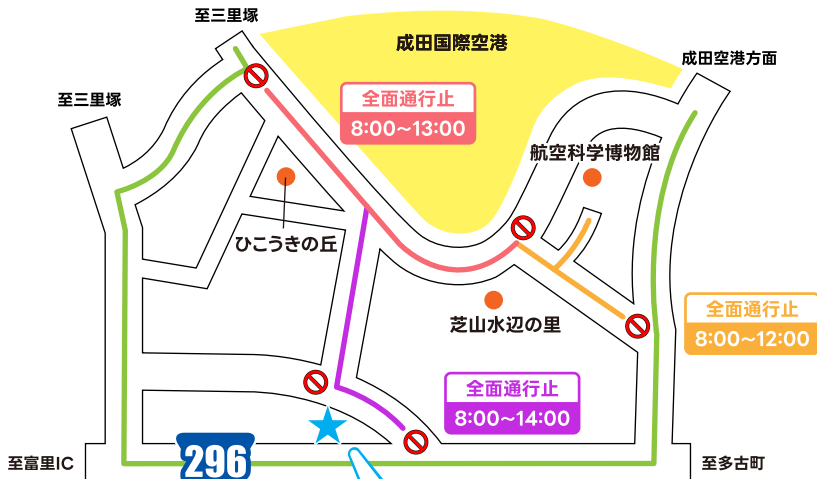 至三里塚
成田国際空港
成田空港方面
至三里塚
全面通行止
8:00~13:00
航空科学博物館
ひこうきの丘
芝山水辺の里
全面通行止
8:00~12:00
全面通行止
8:00~14:00
296
至富里IC
至多古町